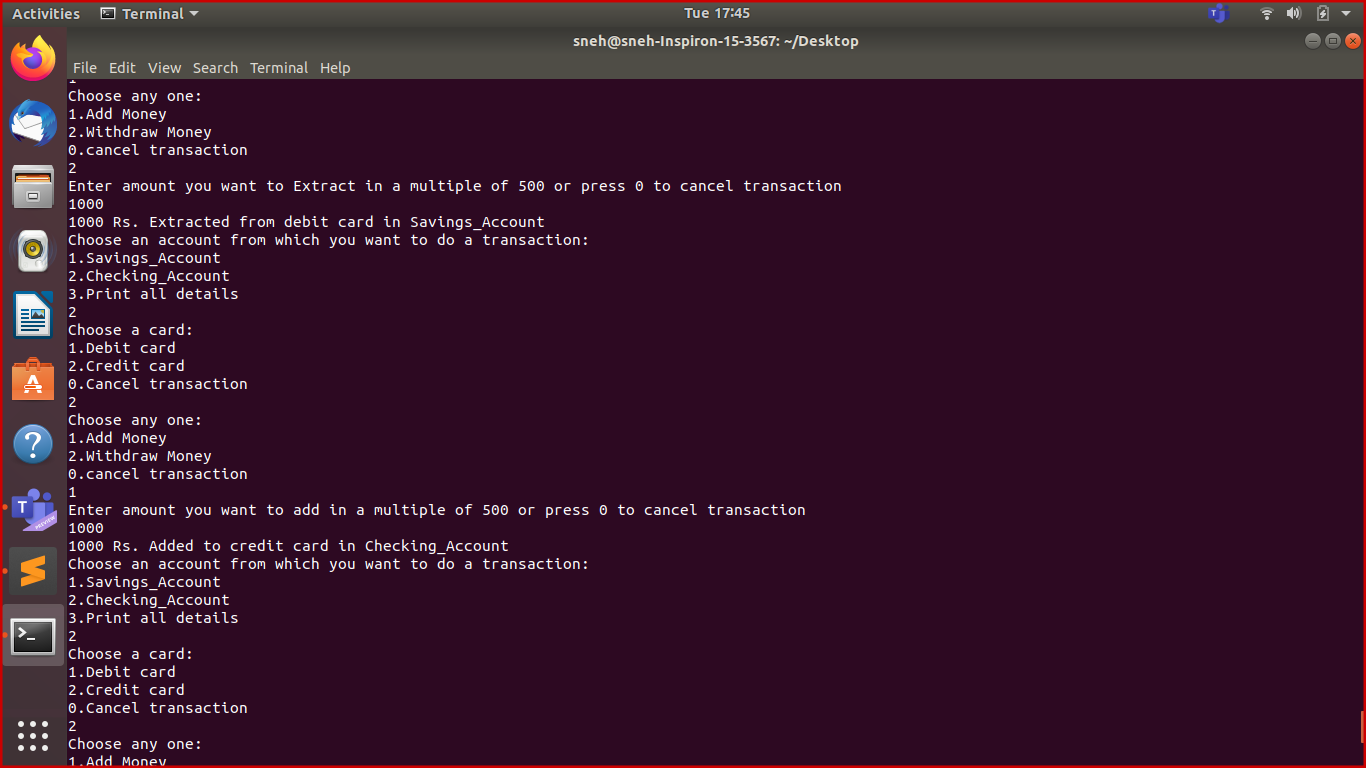 Activities
Terminal
Tue 17:45
sneh@sneh-Inspiron-15-3567: ~/Desktop
File Edit View Search Terminal Help
1
Choose any one:
1.Add Money
2.Withdraw Money
0.cancel transaction
2
Enter amount you want to Extract in a multiple of 500 or press 0 to cancel transaction
1000
1000 Rs. Extracted from debit card in Savings_Account
Choose an account from which you want to do a transaction:
1.Savings_Account
2.Checking_Account
3.Print all details
2
Choose a card:
1.Debit card
2.Credit card
0.Cancel transaction
2
Choose any one:
1.Add Money
2.Withdraw Money
0.cancel transaction
1
Enter amount you want to add in a multiple of 500 or press 0 to cancel transaction
1000
1000 Rs. Added to credit card in Checking_Account
Choose an account from which you want to do a transaction:
1.Savings_Account
2.Checking_Account
3.Print all details
2
Choose a card:
1.Debit card
2.Credit card
0.Cancel transaction
2
Choose any one:
1.Add Money